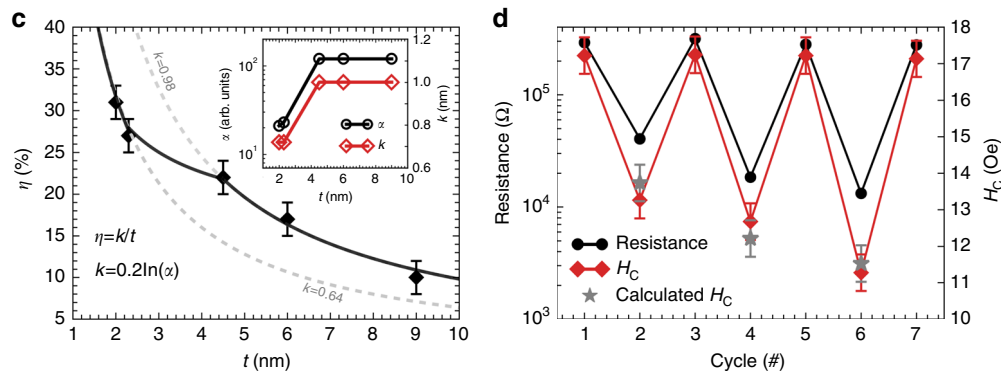 c
40
35
30
25
20
15
10
5
η (%)
1 2 3 4 5 6 7 8 9 10
t (nm)
k=0.98
k=0.64
η=k/t
k=0.2ln(α)
10²
10¹
α (arb. units)
0 2 4 6 8 10
t (nm)
1.2
1.0
0.8
0.6
k (nm)
α
k
d
10⁵
10⁴
10³
Resistance (Ω)
1 2 3 4 5 6 7
Cycle (#)
18
17
16
15
14
13
12
11
10
H_C (Oe)
Resistance
H_C
Calculated H_C